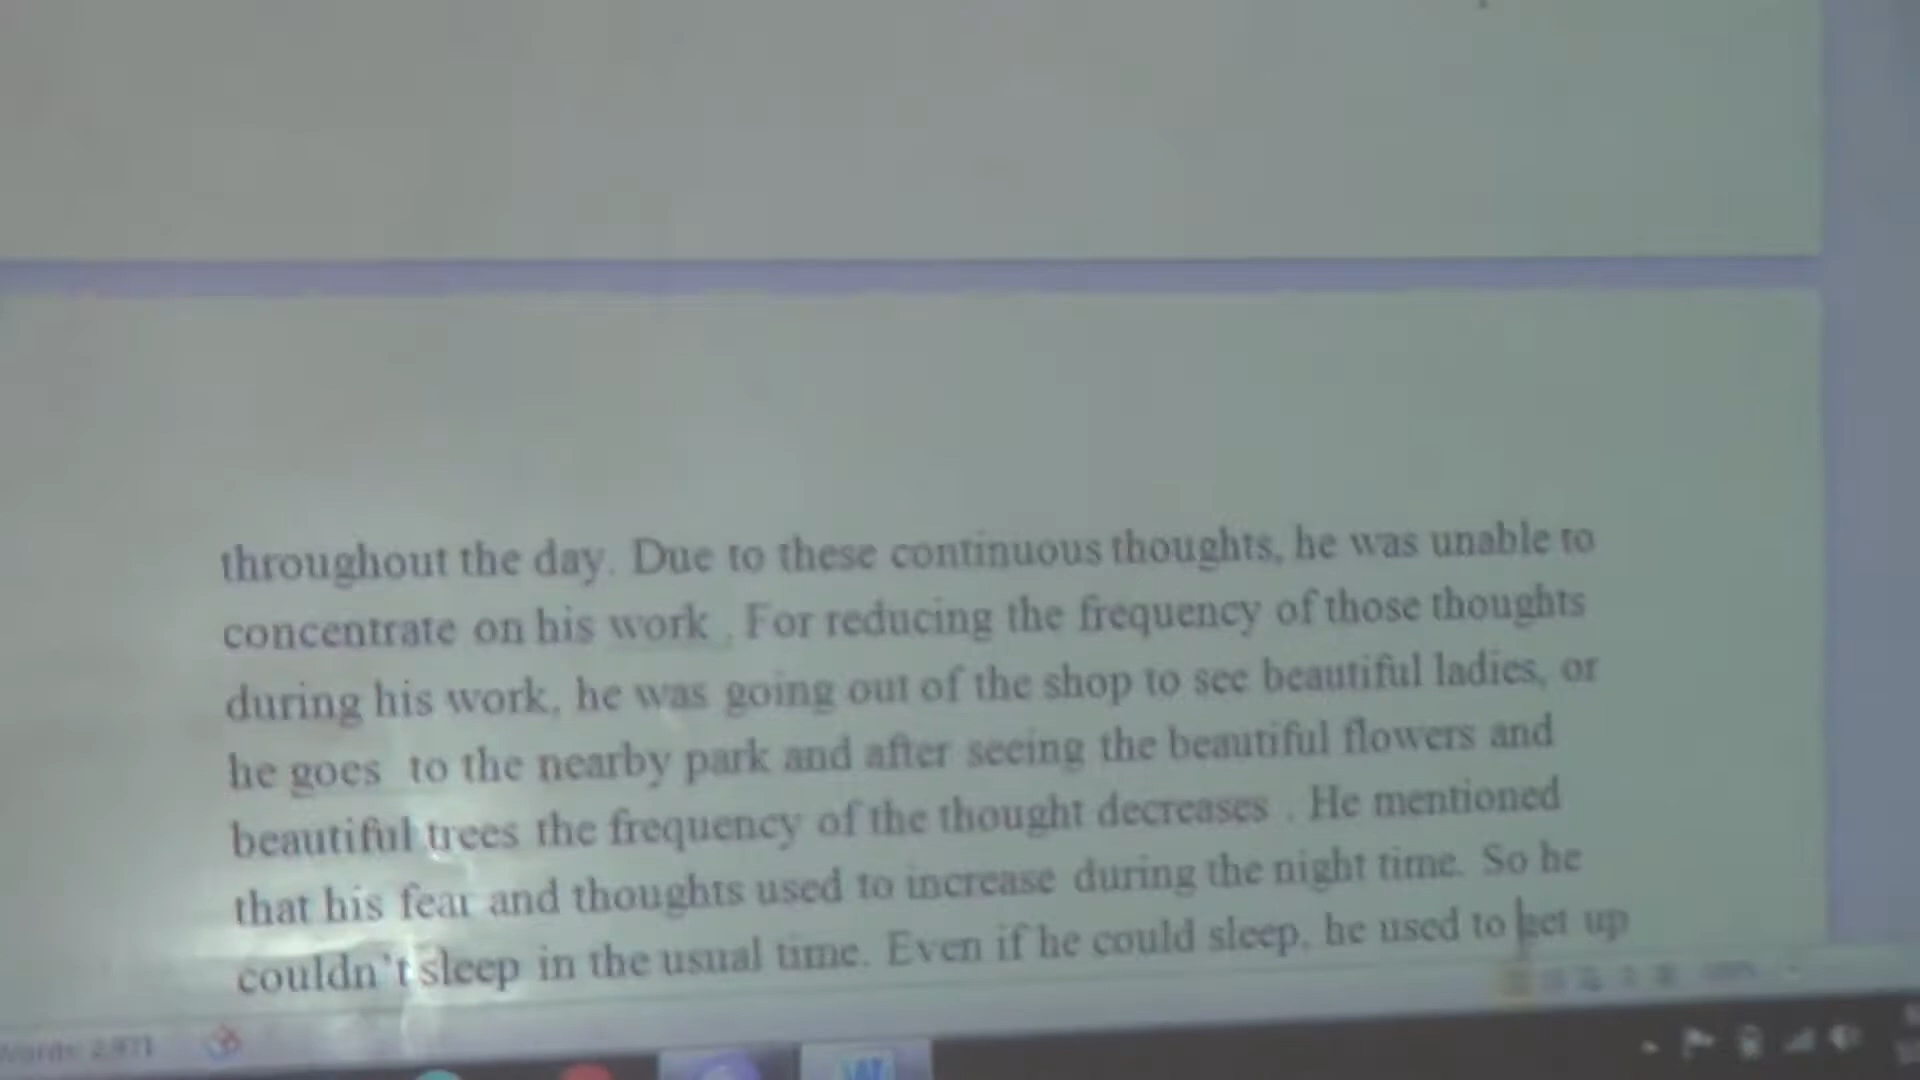 throughout the day. Due to these continuous thoughts, he was unable to
concentrate on his work . For reducing the frequency of those thoughts
during his work, he was going out of the shop to see beautiful ladies, or
he goes to the nearby park and after seeing the beautiful flowers and
beautiful trees the frequency of the thought decreases . He mentioned
that his fear and thoughts used to increase during the night time. So he
couldn't sleep in the usual time. Even if he could sleep, he used to get up
Words: 2,971